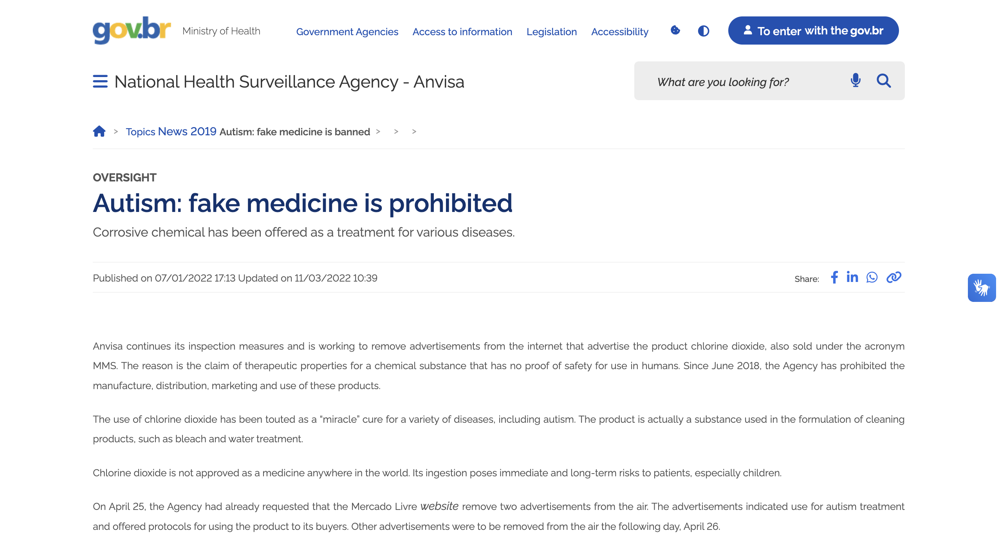 gov.br Ministry of Health Government Agencies Access to information Legislation Accessibility To enter with the gov.br
National Health Surveillance Agency - Anvisa What are you looking for?
> Topics News 2019 Autism: fake medicine is banned > > >
OVERSIGHT
Autism: fake medicine is prohibited
Corrosive chemical has been offered as a treatment for various diseases.
Published on 07/01/2022 17:13 Updated on 11/03/2022 10:39 Share:
Anvisa continues its inspection measures and is working to remove advertisements from the internet that advertise the product chlorine dioxide, also sold under the acronym
MMS. The reason is the claim of therapeutic properties for a chemical substance that has no proof of safety for use in humans. Since June 2018, the Agency has prohibited the
manufacture, distribution, marketing and use of these products.
The use of chlorine dioxide has been touted as a “miracle” cure for a variety of diseases, including autism. The product is actually a substance used in the formulation of cleaning
products, such as bleach and water treatment.
Chlorine dioxide is not approved as a medicine anywhere in the world. Its ingestion poses immediate and long-term risks to patients, especially children.
On April 25, the Agency had already requested that the Mercado Livre website remove two advertisements from the air. The advertisements indicated use for autism treatment
and offered protocols for using the product to its buyers. Other advertisements were to be removed from the air the following day, April 26.